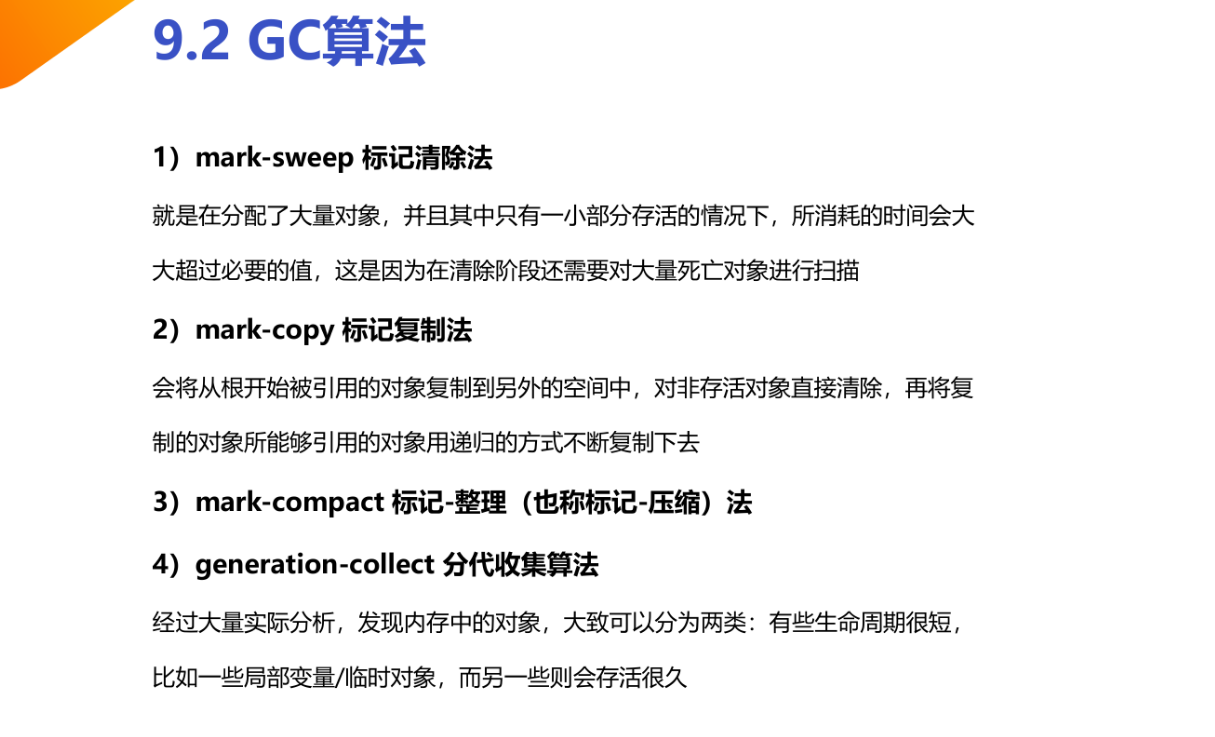 9.2 GC算法
1）mark-sweep 标记清除法
就是在分配了大量对象，并且其中只有一小部分存活的情况下，所消耗的时间会大
大超过必要的值，这是因为在清除阶段还需要对大量死亡对象进行扫描
2）mark-copy 标记复制法
会将从根开始被引用的对象复制到另外的空间中，对非存活对象直接清除，再将复
制的对象所能够引用的对象用递归的方式不断复制下去
3）mark-compact 标记-整理（也称标记-压缩）法
4）generation-collect 分代收集算法
经过大量实际分析，发现内存中的对象，大致可以分为两类：有些生命周期很短，
比如一些局部变量/临时对象，而另一些则会存活很久